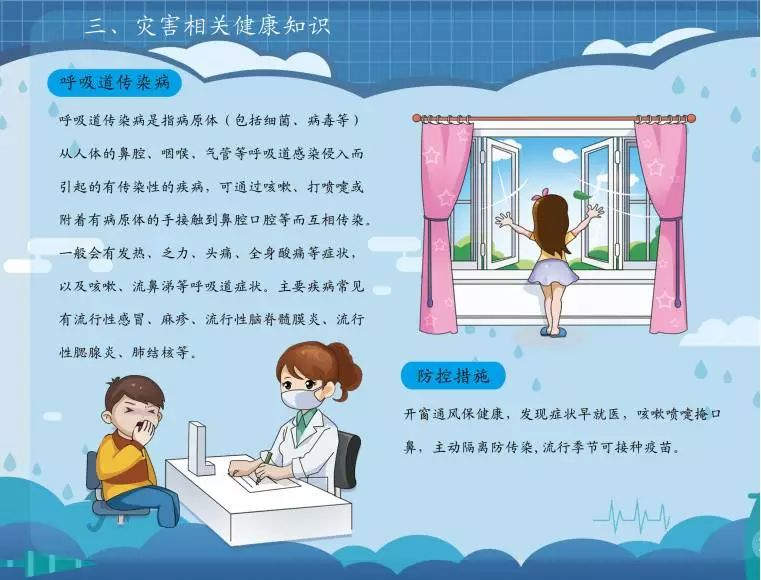 三、灾害相关健康知识
呼吸道传染病
呼吸道传染病是指病原体（包括细菌、病毒等）
从人体的鼻腔、咽喉、气管等呼吸道感染侵入而
引起的有传染性的疾病，可通过咳嗽、打喷嚏或
附着有病原体的手接触到鼻腔口腔等而互相传染。
一般会有发热、乏力、头痛、全身酸痛等症状，
以及咳嗽、流鼻涕等呼吸道症状。主要疾病常见
有流行性感冒、麻疹、流行性脑脊髓膜炎、流行
性腮腺炎、肺结核等。
防控措施
开窗通风保健康，发现症状早就医，咳嗽喷嚏掩口
鼻，主动隔离防传染,流行季节可接种疫苗。